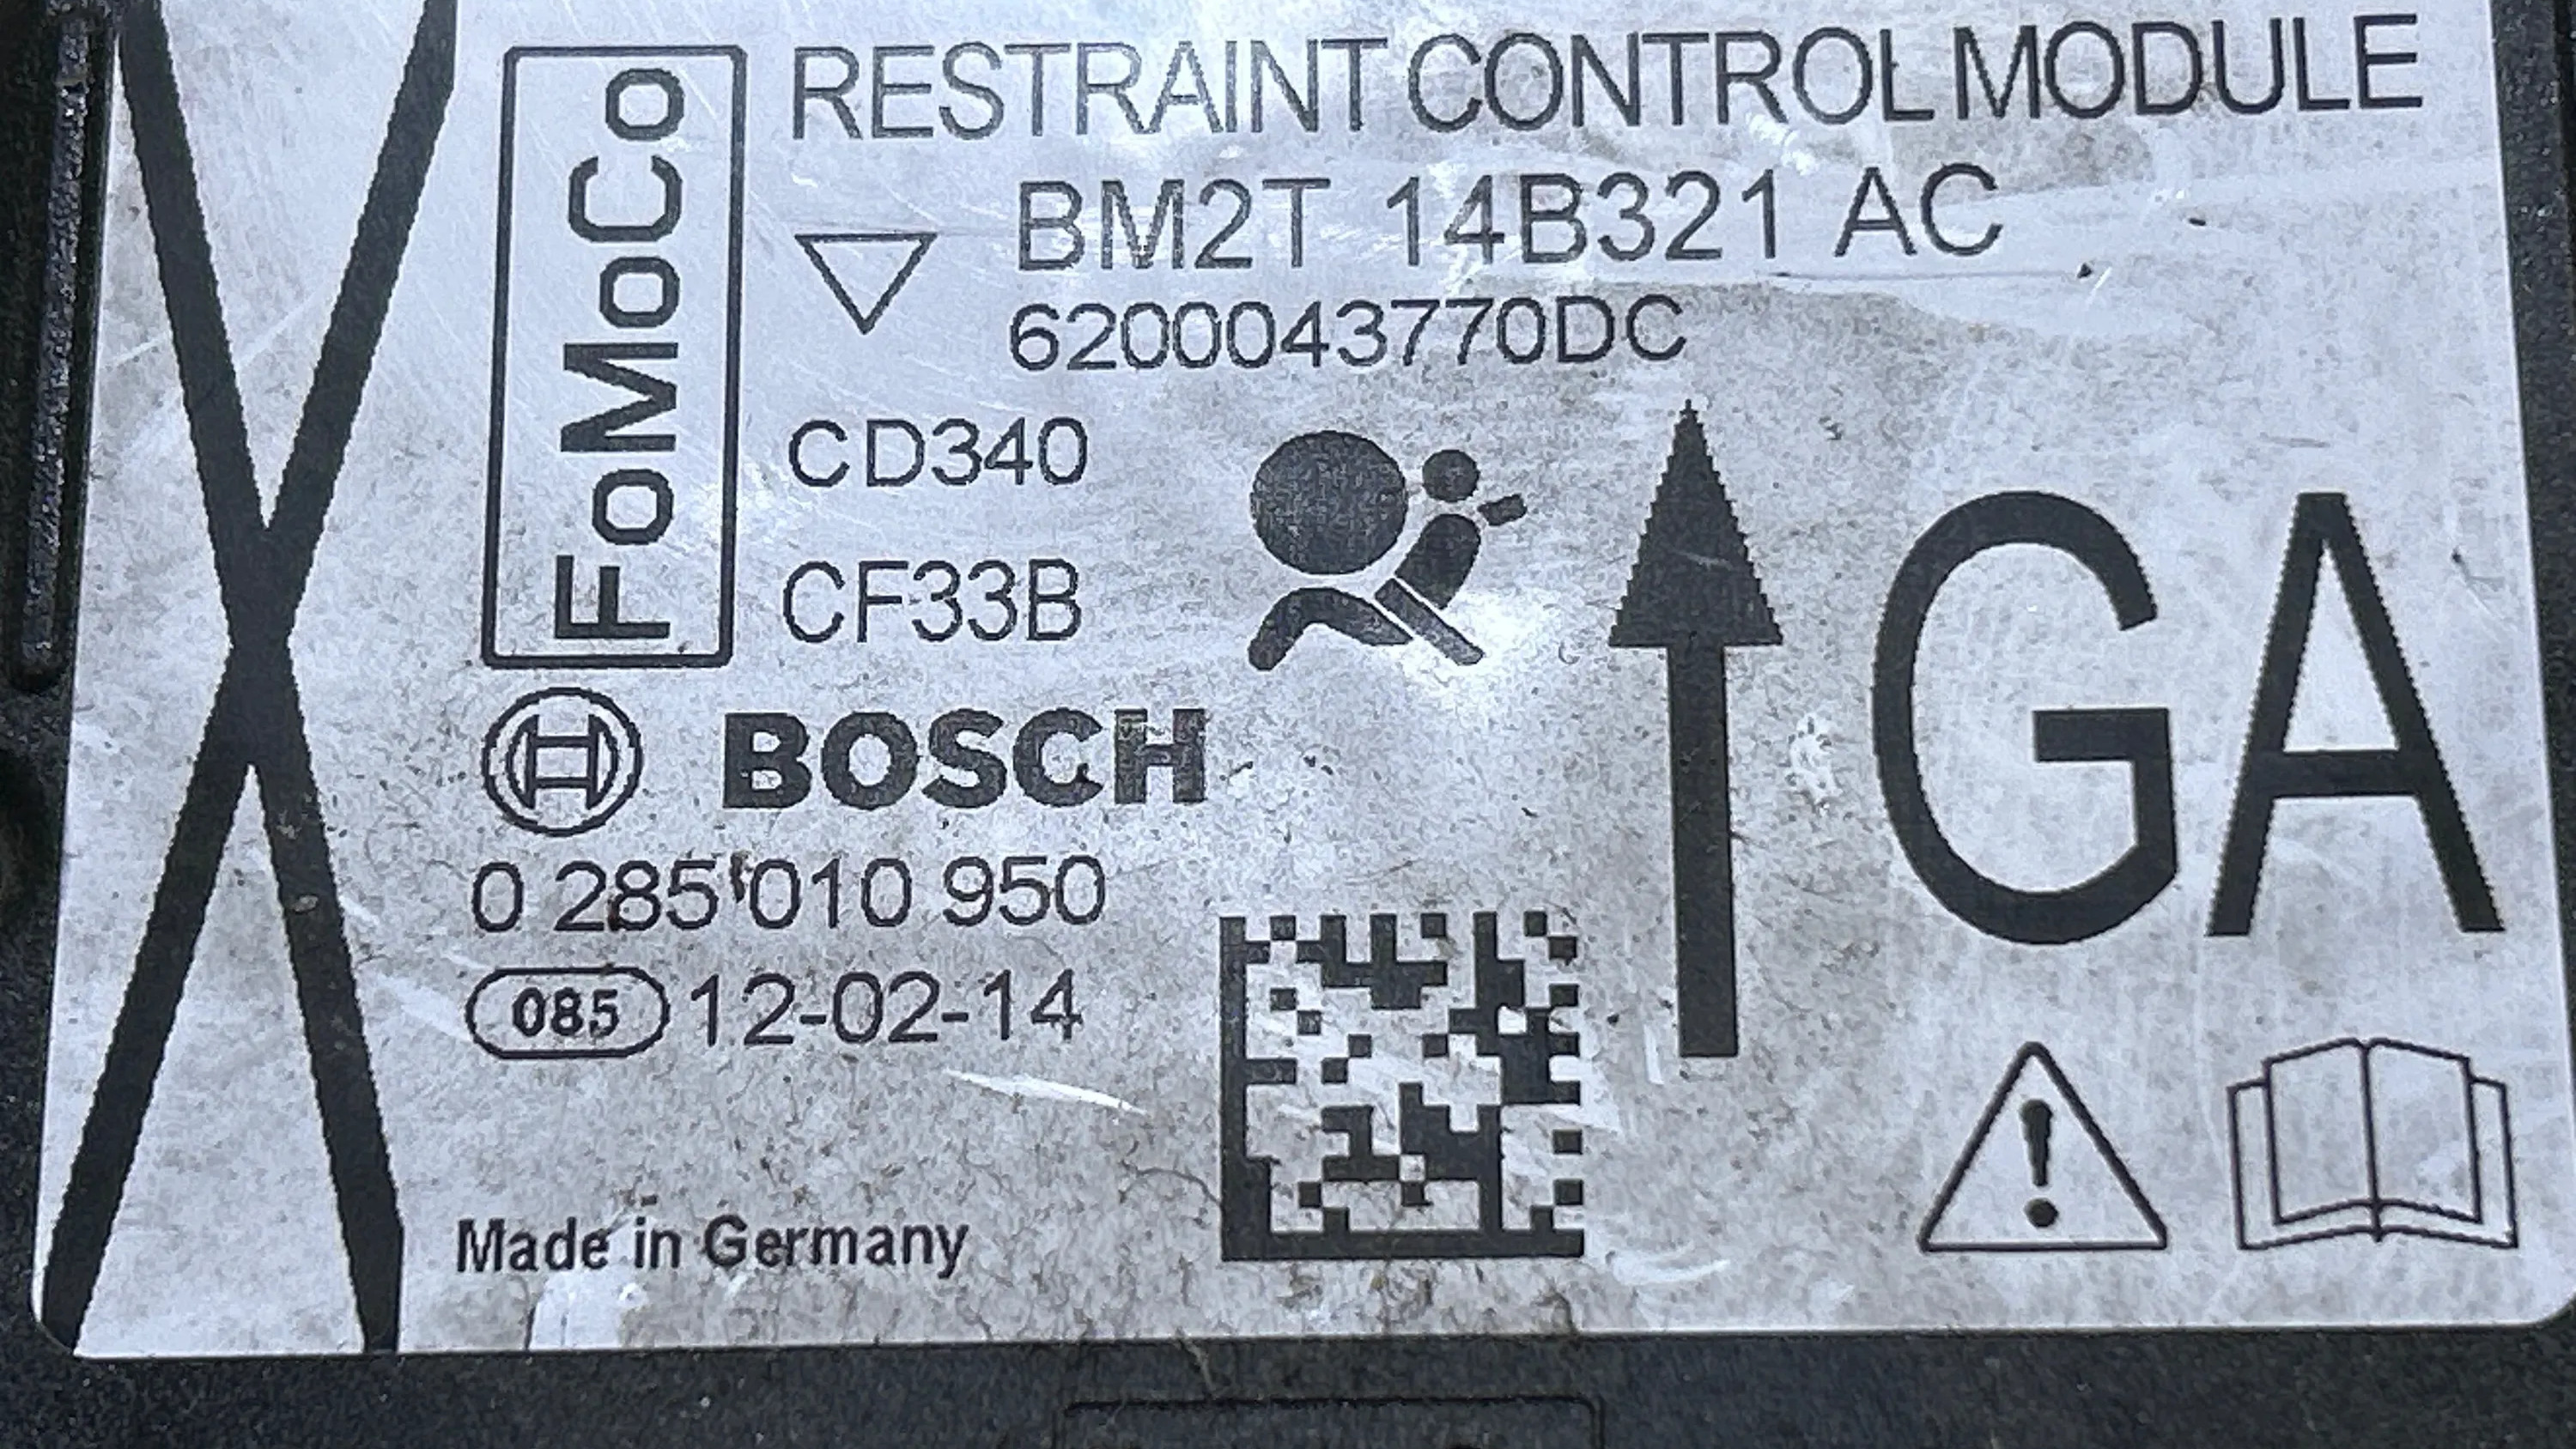 RESTRAINT CONTROL MODULE
FoMoCo
BM2T 14B321 AC
6200043770DC
CD340
CF33B
GA
BOSCH
0 285 010 950
085 12-02-14
Made in Germany